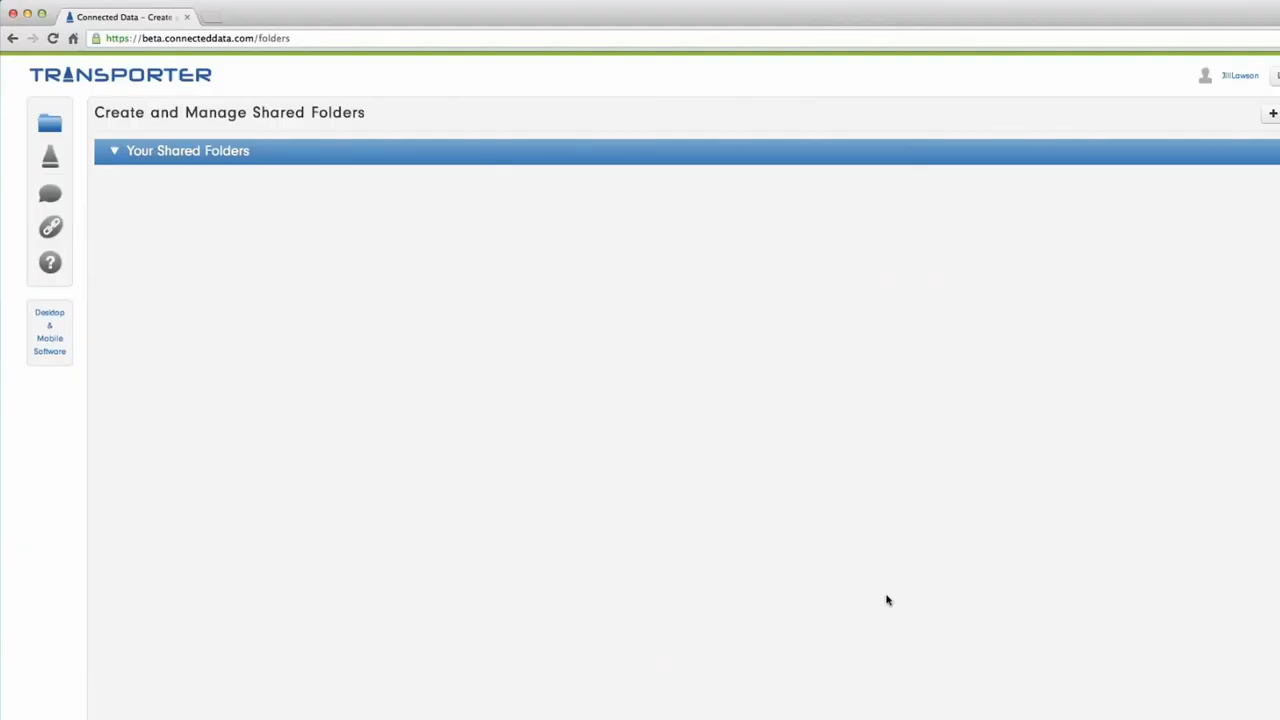 Connected Data - Create
https://beta.connecteddata.com/folders
TRANSPORTER
JillLawson
Create and Manage Shared Folders
+
▼ Your Shared Folders
?
Desktop
&
Mobile
Software